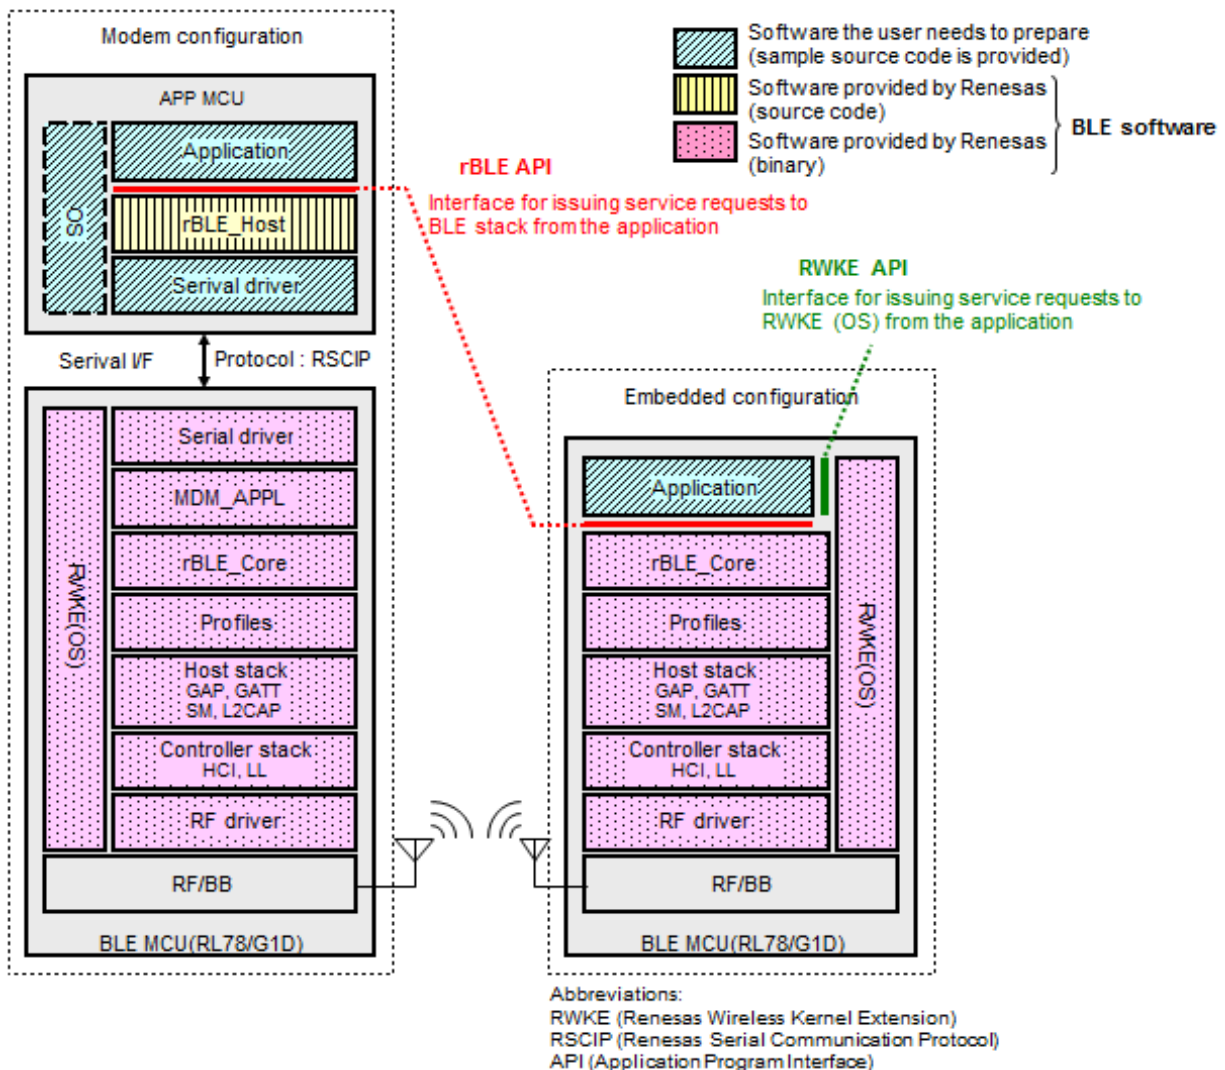 Modem configuration
APP MCU
Application
OS
rBLE_Host
Serival driver
Serival I/F
Protocol : RSCIP
Serial driver
MDM_APPL
rBLE_Core
Profiles
Host stack
GAP, GATT
SM, L2CAP
Controller stack
HCI, LL
RF driver
RWKE(OS)
RF/BB
BLE MCU(RL78/G1D)
Software the user needs to prepare
(sample source code is provided)
Software provided by Renesas
(source code)
Software provided by Renesas
(binary)
BLE software
rBLE API
Interface for issuing service requests to
BLE stack from the application
RWKE API
Interface for issuing service requests to
RWKE (OS) from the application
Embedded configuration
Application
rBLE_Core
Profiles
Host stack
GAP, GATT
SM, L2CAP
Controller stack
HCI, LL
RF driver
RWKE(OS)
RF/BB
BLE MCU(RL78/G1D)
Abbreviations:
RWKE (Renesas Wireless Kernel Extension)
RSCIP (Renesas Serial Communication Protocol)
API (Application Program Interface)